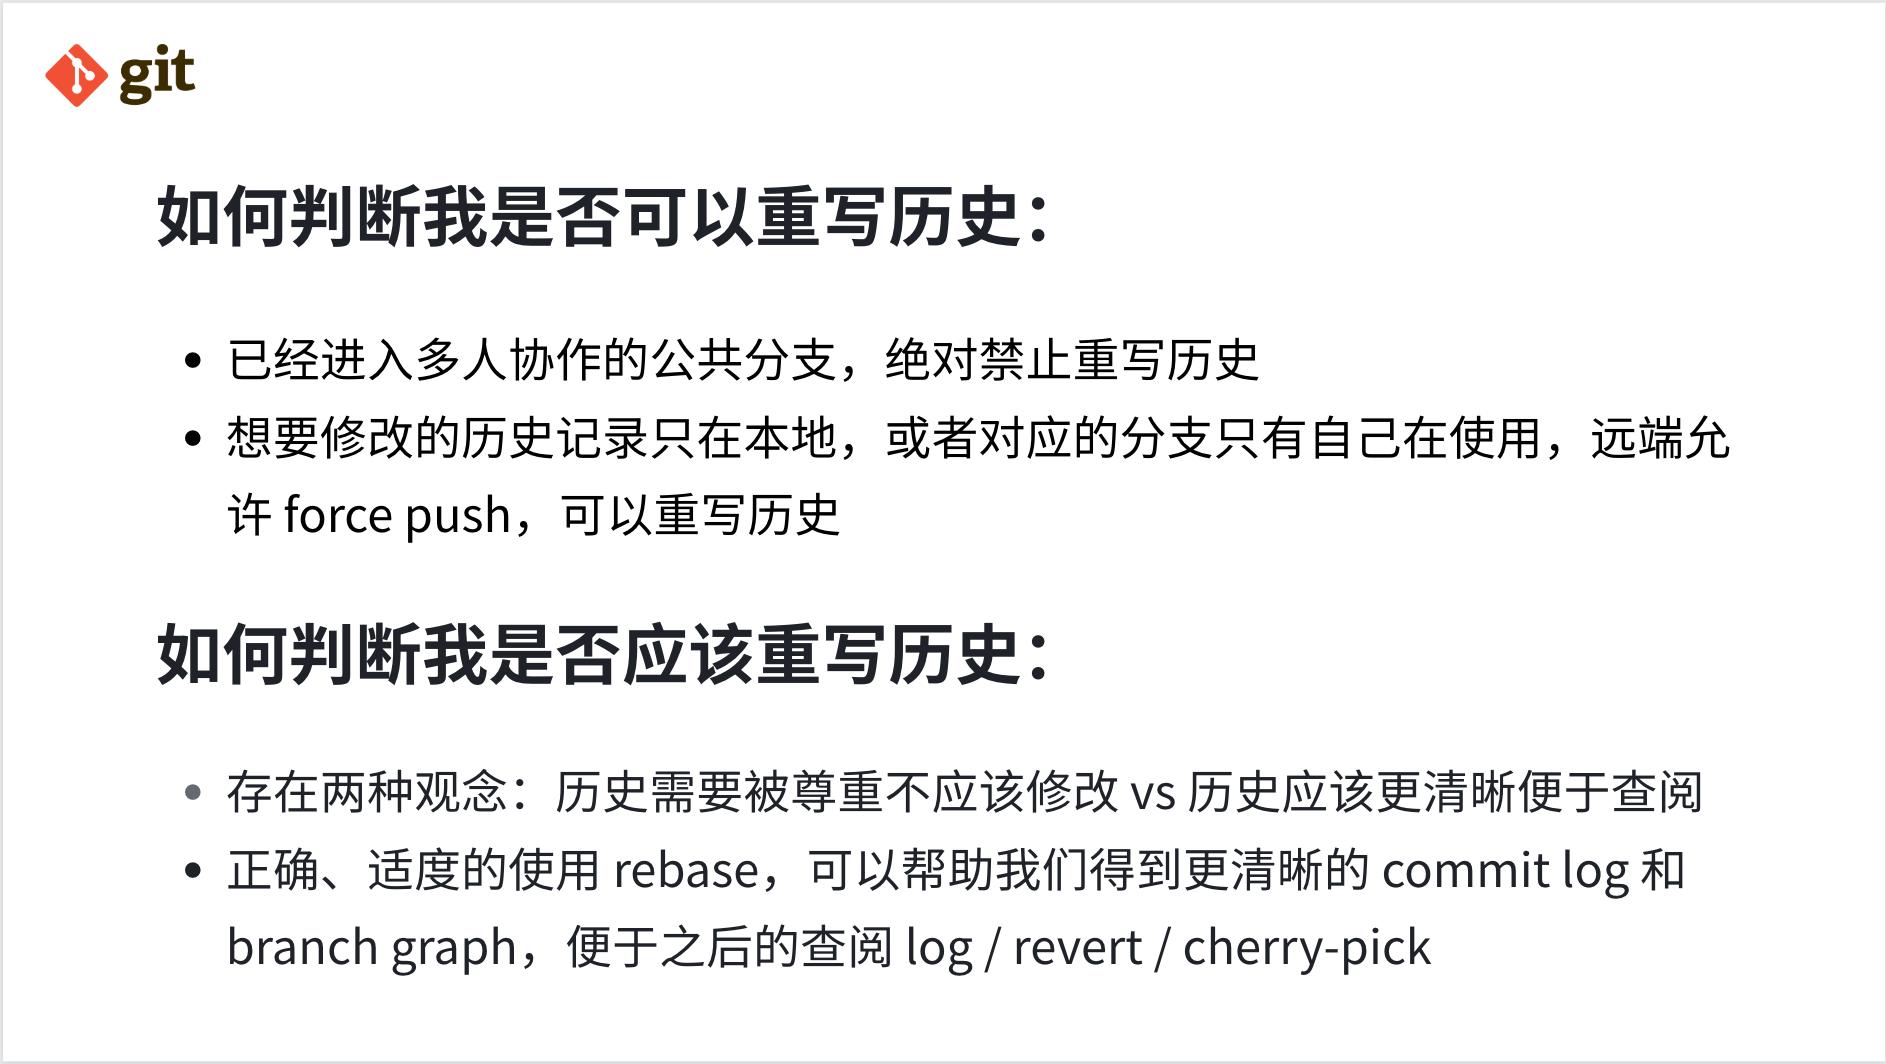 git
如何判断我是否可以重写历史：
• 已经进入多人协作的公共分支，绝对禁止重写历史
• 想要修改的历史记录只在本地，或者对应的分支只有自己在使用，远端允
许 force push，可以重写历史
如何判断我是否应该重写历史：
• 存在两种观念：历史需要被尊重不应该修改 vs 历史应该更清晰便于查阅
• 正确、适度的使用 rebase，可以帮助我们得到更清晰的 commit log 和
branch graph，便于之后的查阅 log / revert / cherry-pick